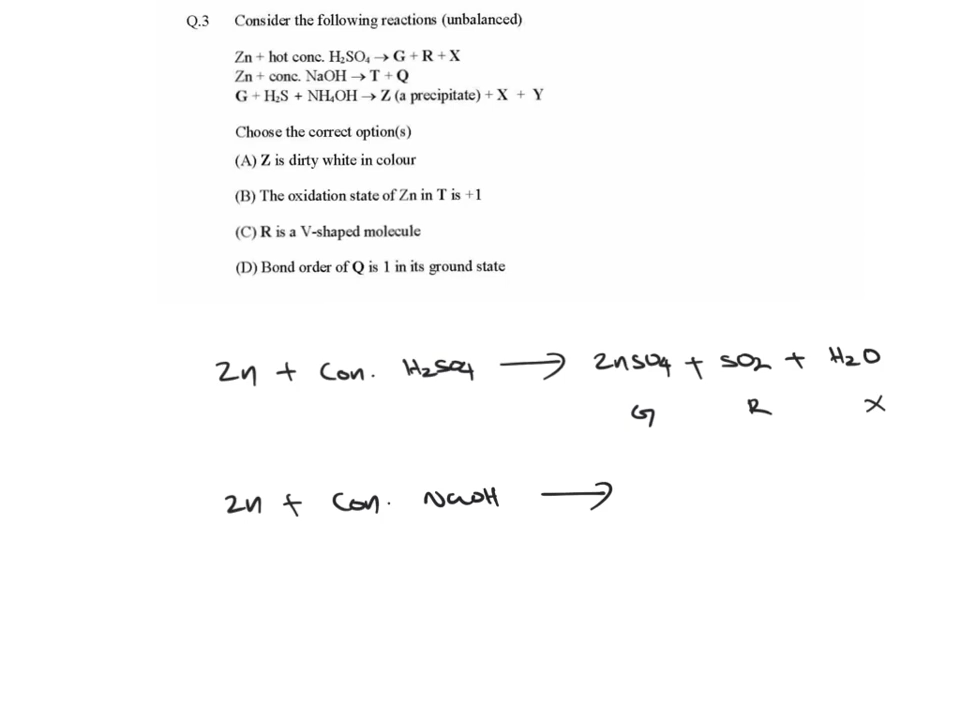 Q.3 Consider the following reactions (unbalanced)
Zn + hot conc. H₂SO₄ → G + R + X
Zn + conc. NaOH → T + Q
G + H₂S + NH₄OH → Z (a precipitate) + X + Y
Choose the correct option(s)
(A) Z is dirty white in colour
(B) The oxidation state of Zn in T is +1
(C) R is a V-shaped molecule
(D) Bond order of Q is 1 in its ground state
Zn + Con. H₂SO₄ → ZnSO₄ + SO₂ + H₂O
G R X
Zn + Con. NaOH →